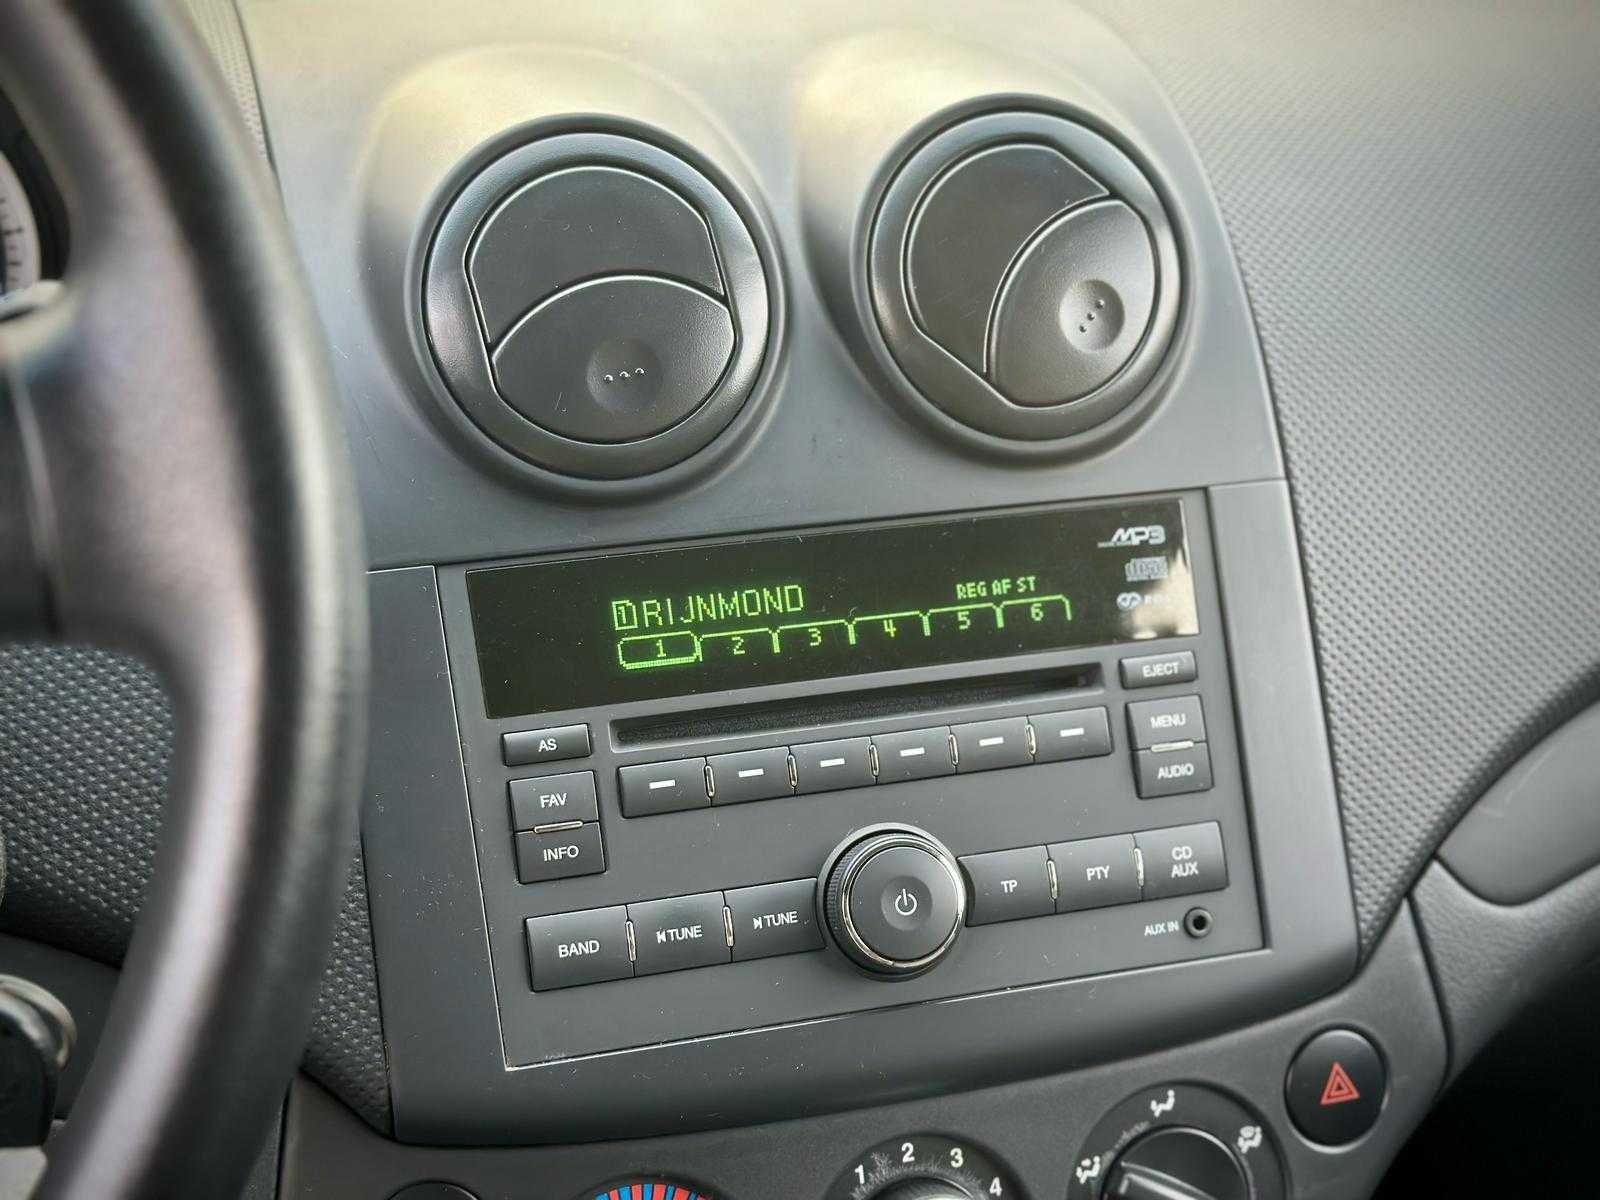 MP3
disc
1 RIJNMOND
REG AF ST
1 2 3 4 5 6
EJECT
AS
MENU
FAV
AUDIO
INFO
BAND
TUNE
TUNE
TP
PTY
CD
AUX
AUX IN
1 2 3 4